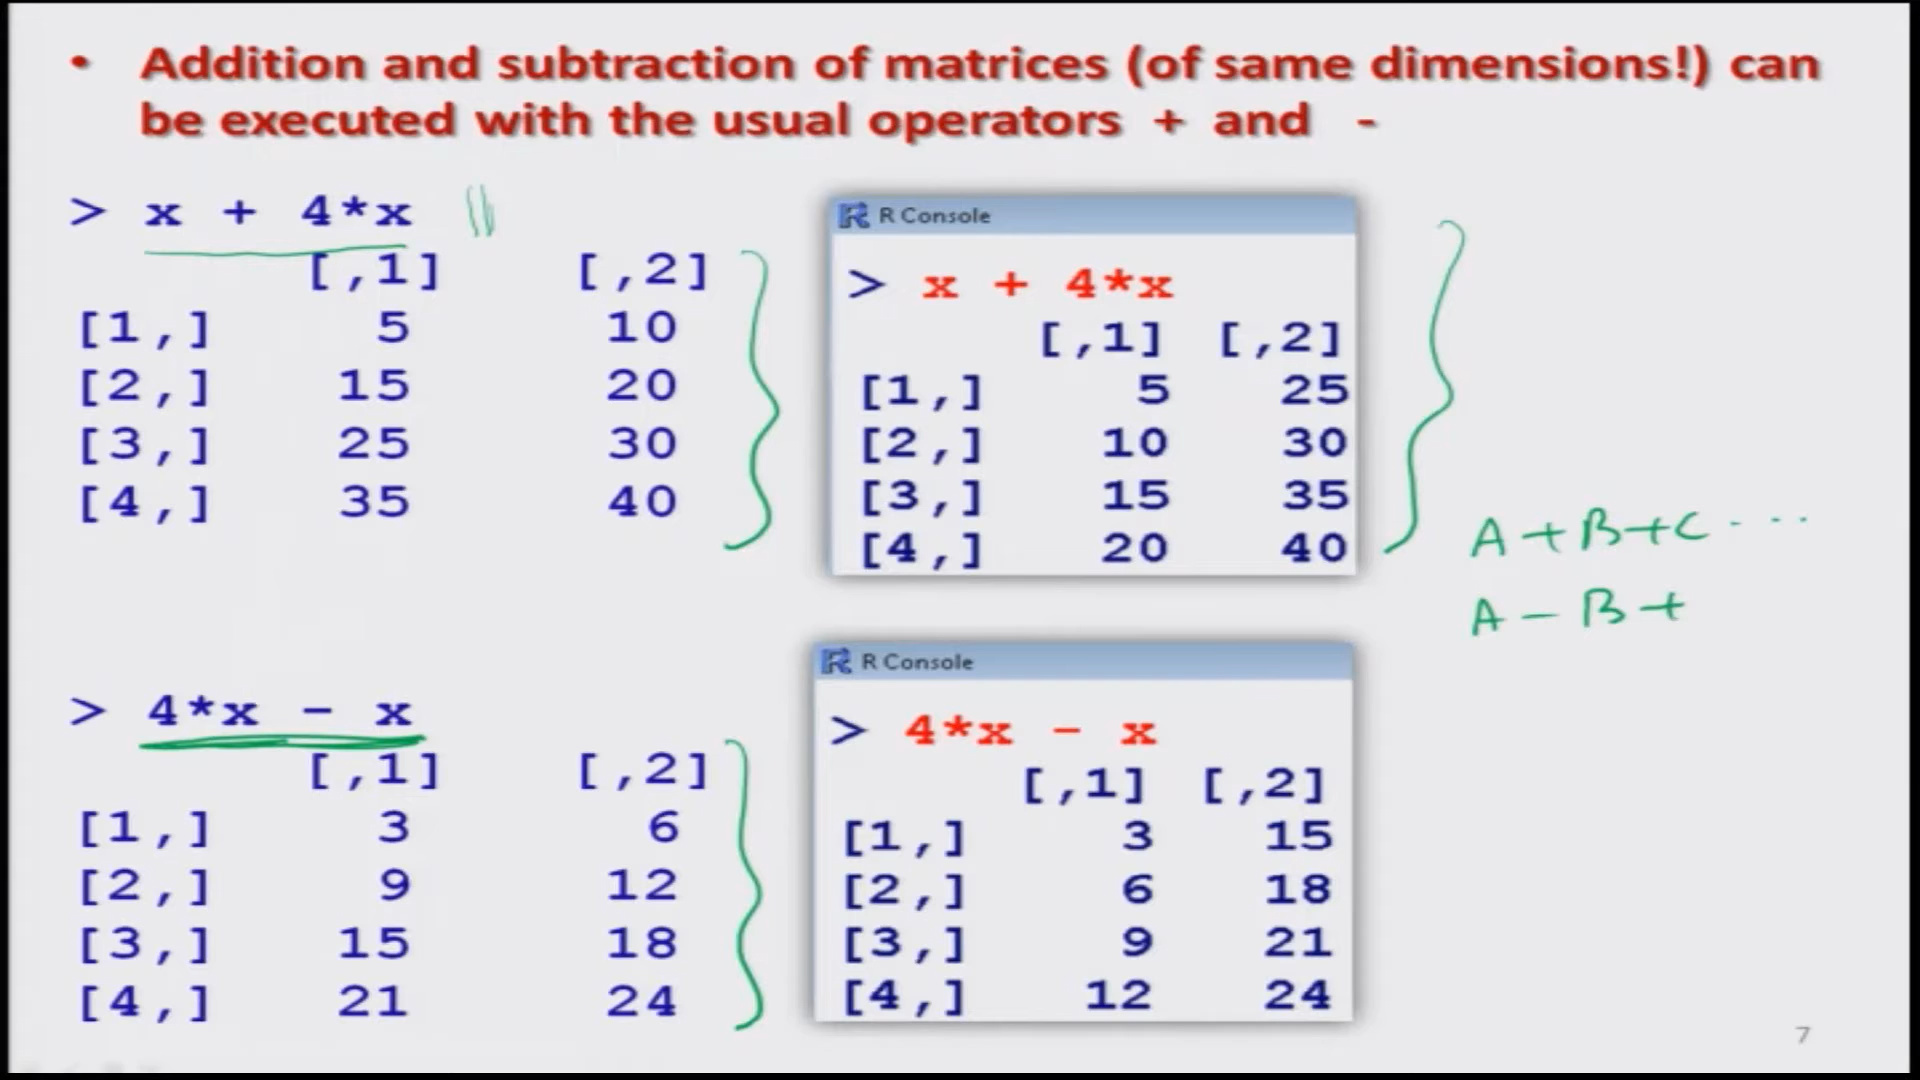 • Addition and subtraction of matrices (of same dimensions!) can
be executed with the usual operators + and -
> x + 4*x
[,1] [,2]
[1,] 5 10
[2,] 15 20
[3,] 25 30
[4,] 35 40
R Console
> x + 4*x
[,1] [,2]
[1,] 5 25
[2,] 10 30
[3,] 15 35
[4,] 20 40
A+B+C...
A-B+
> 4*x - x
[,1] [,2]
[1,] 3 6
[2,] 9 12
[3,] 15 18
[4,] 21 24
R Console
> 4*x - x
[,1] [,2]
[1,] 3 15
[2,] 6 18
[3,] 9 21
[4,] 12 24
7